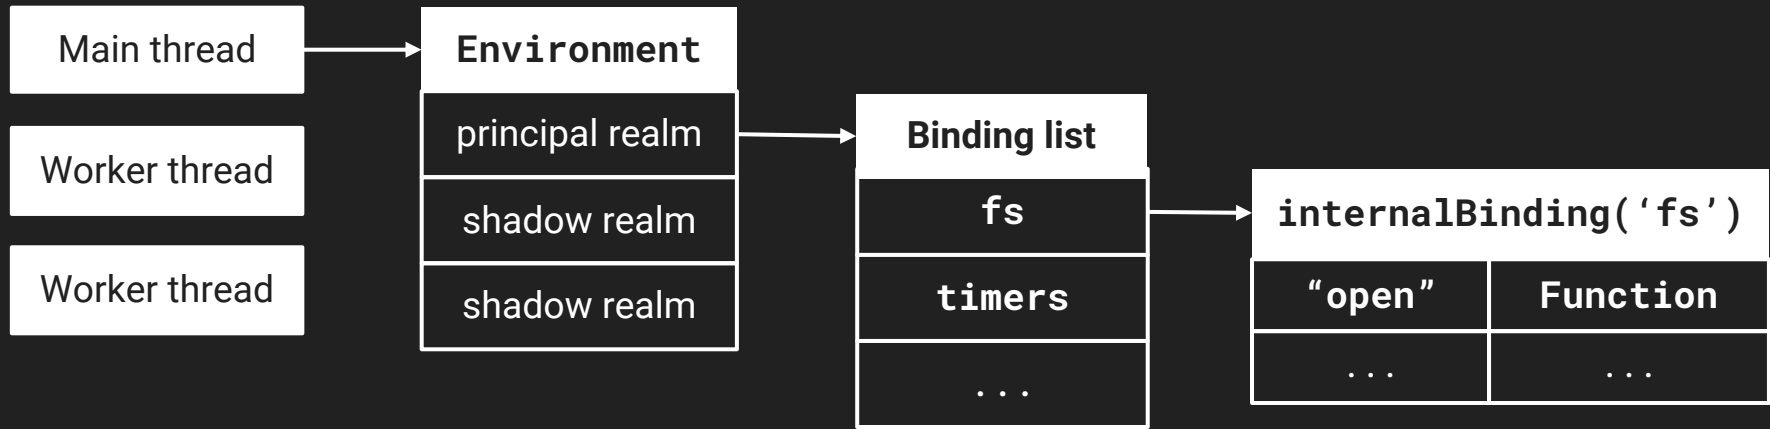 Main thread
Worker thread
Worker thread
Environment
principal realm
shadow realm
shadow realm
Binding list
fs
timers
...
internalBinding(‘fs’)
“open” Function
... ...